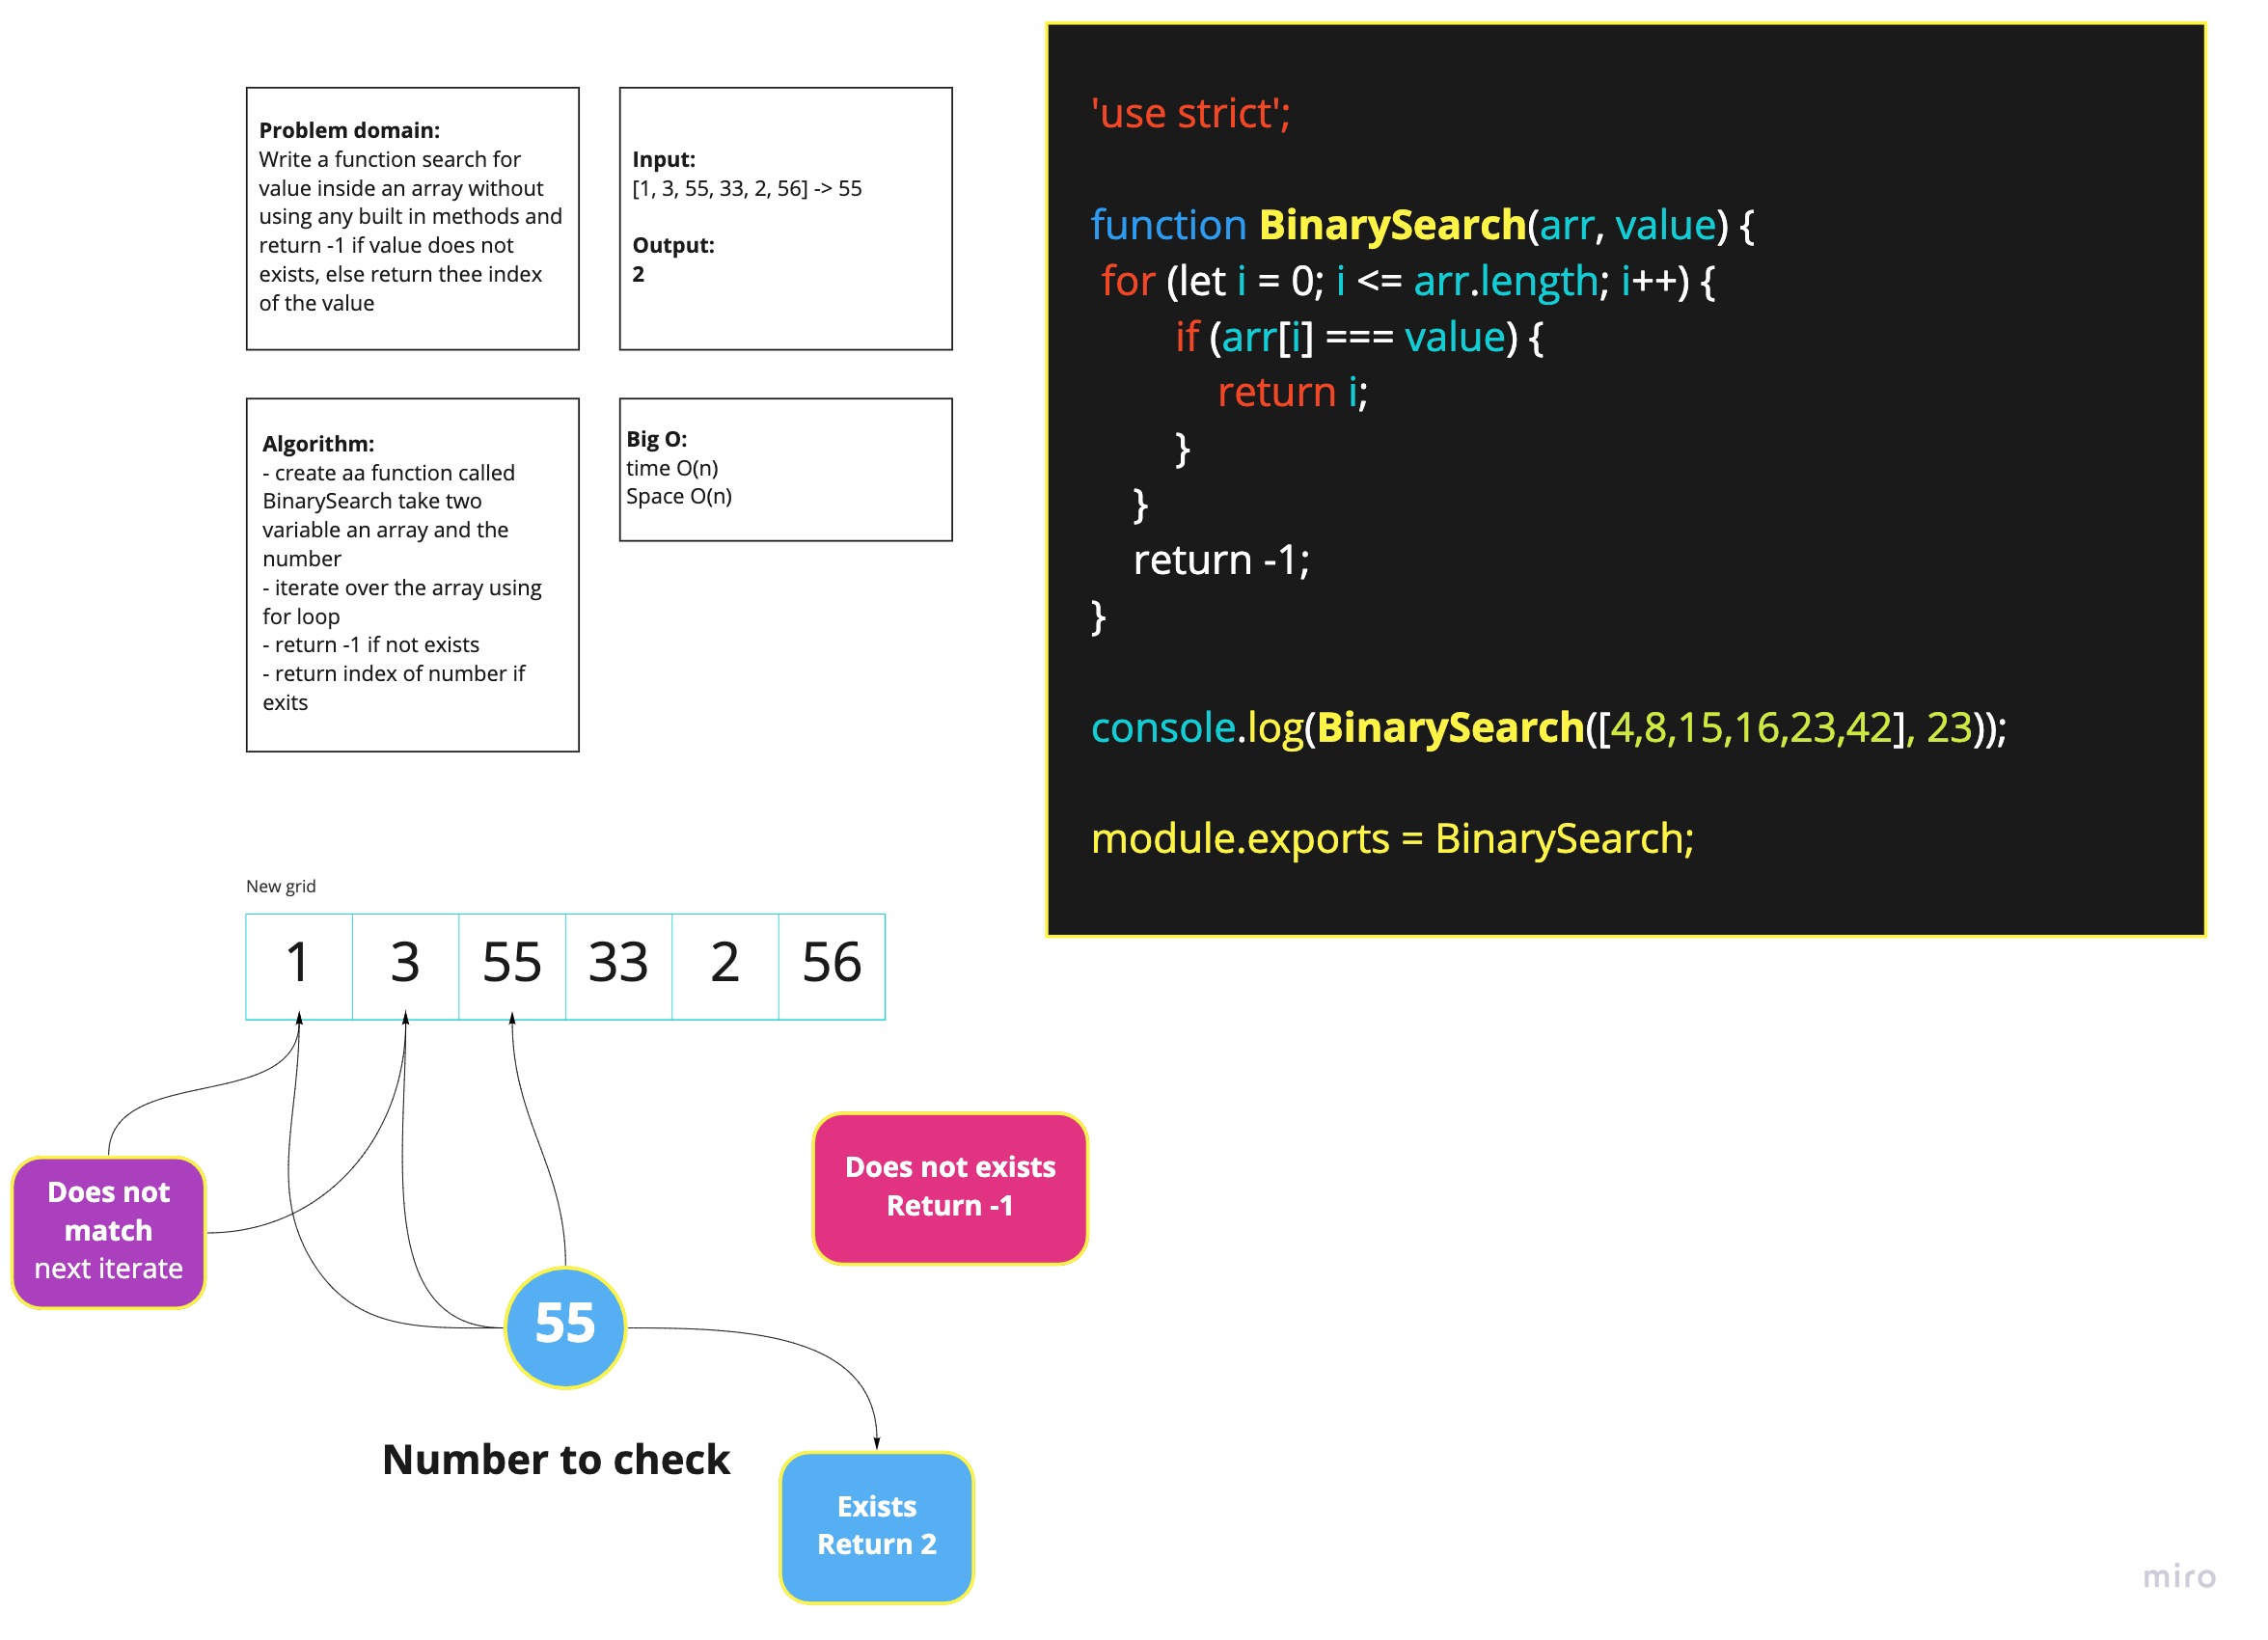 Problem domain:
Write a function search for
value inside an array without
using any built in methods and
return -1 if value does not
exists, else return thee index
of the value
Input:
[1, 3, 55, 33, 2, 56] -> 55
Output:
2
Algorithm:
- create aa function called
BinarySearch take two
variable an array and the
number
- iterate over the array using
for loop
- return -1 if not exists
- return index of number if
exits
Big O:
time O(n)
Space O(n)
'use strict';
function BinarySearch(arr, value) {
for (let i = 0; i <= arr.length; i++) {
if (arr[i] === value) {
return i;
}
}
return -1;
}
console.log(BinarySearch([4,8,15,16,23,42], 23));
module.exports = BinarySearch;
New grid
1 3 55 33 2 56
Does not
match
next iterate
Does not exists
Return -1
55
Number to check
Exists
Return 2
miro